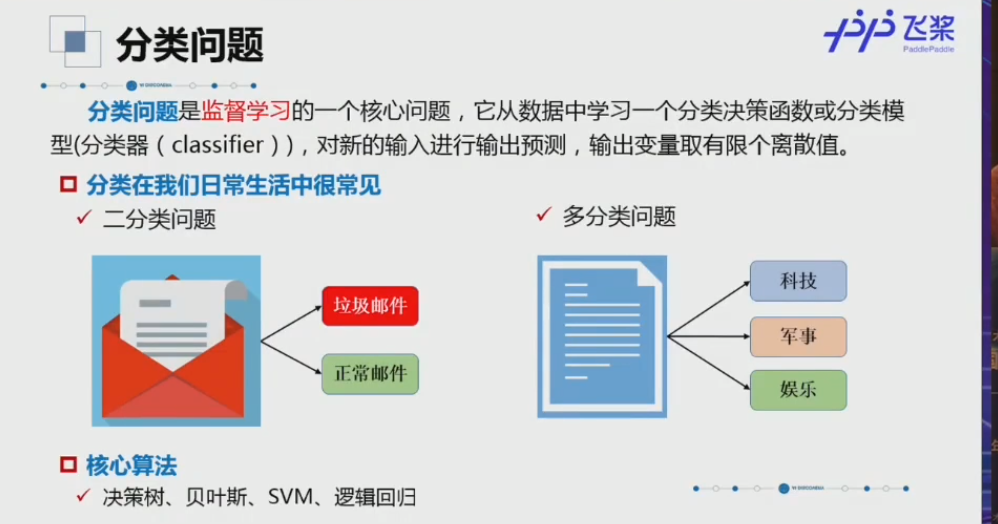 分类问题
飞桨
PaddlePaddle
分类问题是监督学习的一个核心问题，它从数据中学习一个分类决策函数或分类模
型(分类器（classifier）)，对新的输入进行输出预测，输出变量取有限个离散值。
分类在我们日常生活中很常见
二分类问题
多分类问题
垃圾邮件
正常邮件
科技
军事
娱乐
核心算法
决策树、贝叶斯、SVM、逻辑回归